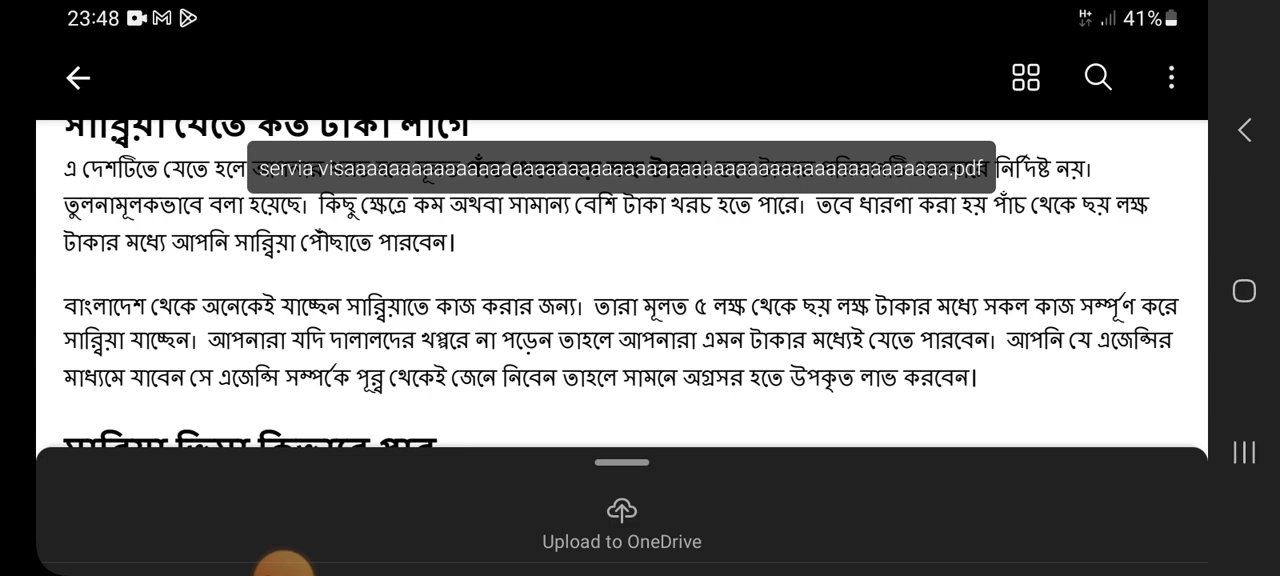 23:48
H+ 41%
সার্বিয়া যেতে কত টাকা লাগে
এ দেশটিতে যেতে হলে নির্দিষ্ট নয়।
servia visaaaaaaaaaaaaaaaaaaaaaaaaaaaaaaaaaaaaaaaaaaaaaaaaaaaa.pdf
তুলনামূলকভাবে বলা হয়েছে। কিছু ক্ষেত্রে কম অথবা সামান্য বেশি টাকা খরচ হতে পারে। তবে ধারণা করা হয় পাঁচ থেকে ছয় লক্ষ
টাকার মধ্যে আপনি সার্বিয়া পৌঁছাতে পারবেন।
বাংলাদেশ থেকে অনেকেই যাচ্ছেন সার্বিয়াতে কাজ করার জন্য। তারা মূলত ৫ লক্ষ থেকে ছয় লক্ষ টাকার মধ্যে সকল কাজ সম্পূর্ণ করে
সার্বিয়া যাচ্ছেন। আপনারা যদি দালালদের খপ্পরে না পড়েন তাহলে আপনারা এমন টাকার মধ্যেই যেতে পারবেন। আপনি যে এজেন্সির
মাধ্যমে যাবেন সে এজেন্সি সম্পর্কে পূর্ব থেকেই জেনে নিবেন তাহলে সামনে অগ্রসর হতে উপকৃত লাভ করবেন।
Upload to OneDrive